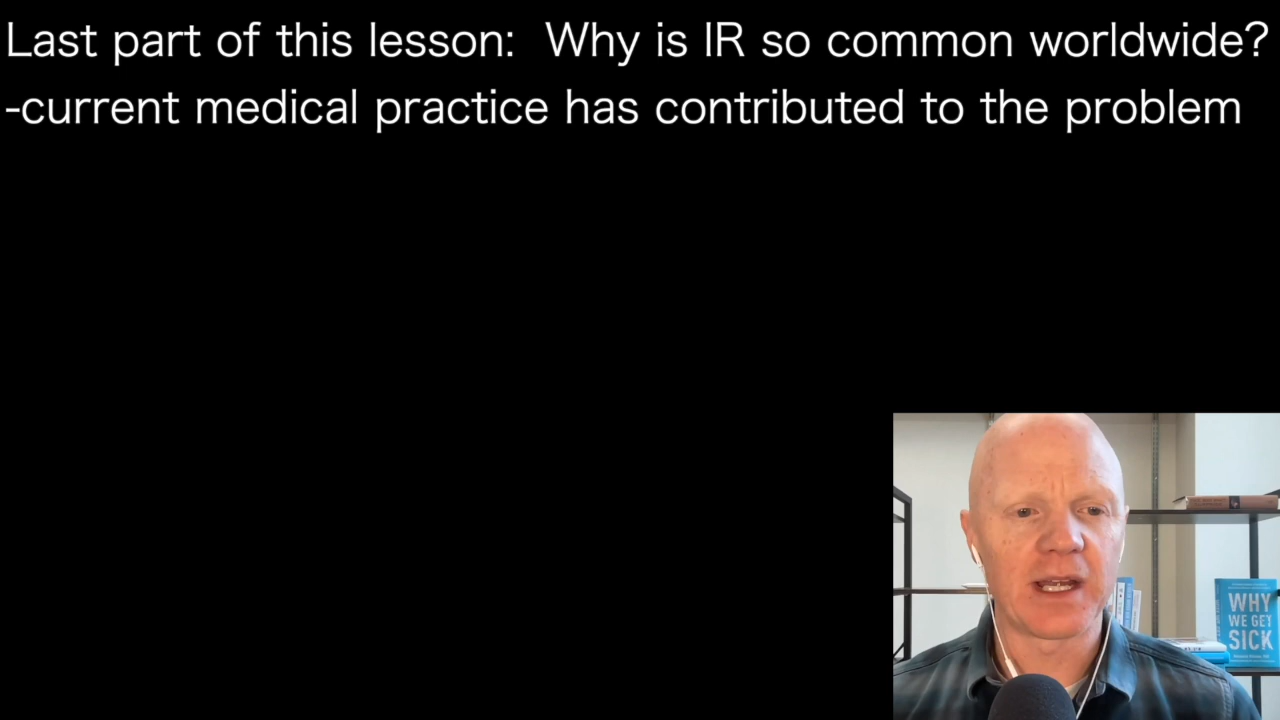 Last part of this lesson:  Why is IR so common worldwide?
-current medical practice has contributed to the problem
WHY
WE GET
SICK